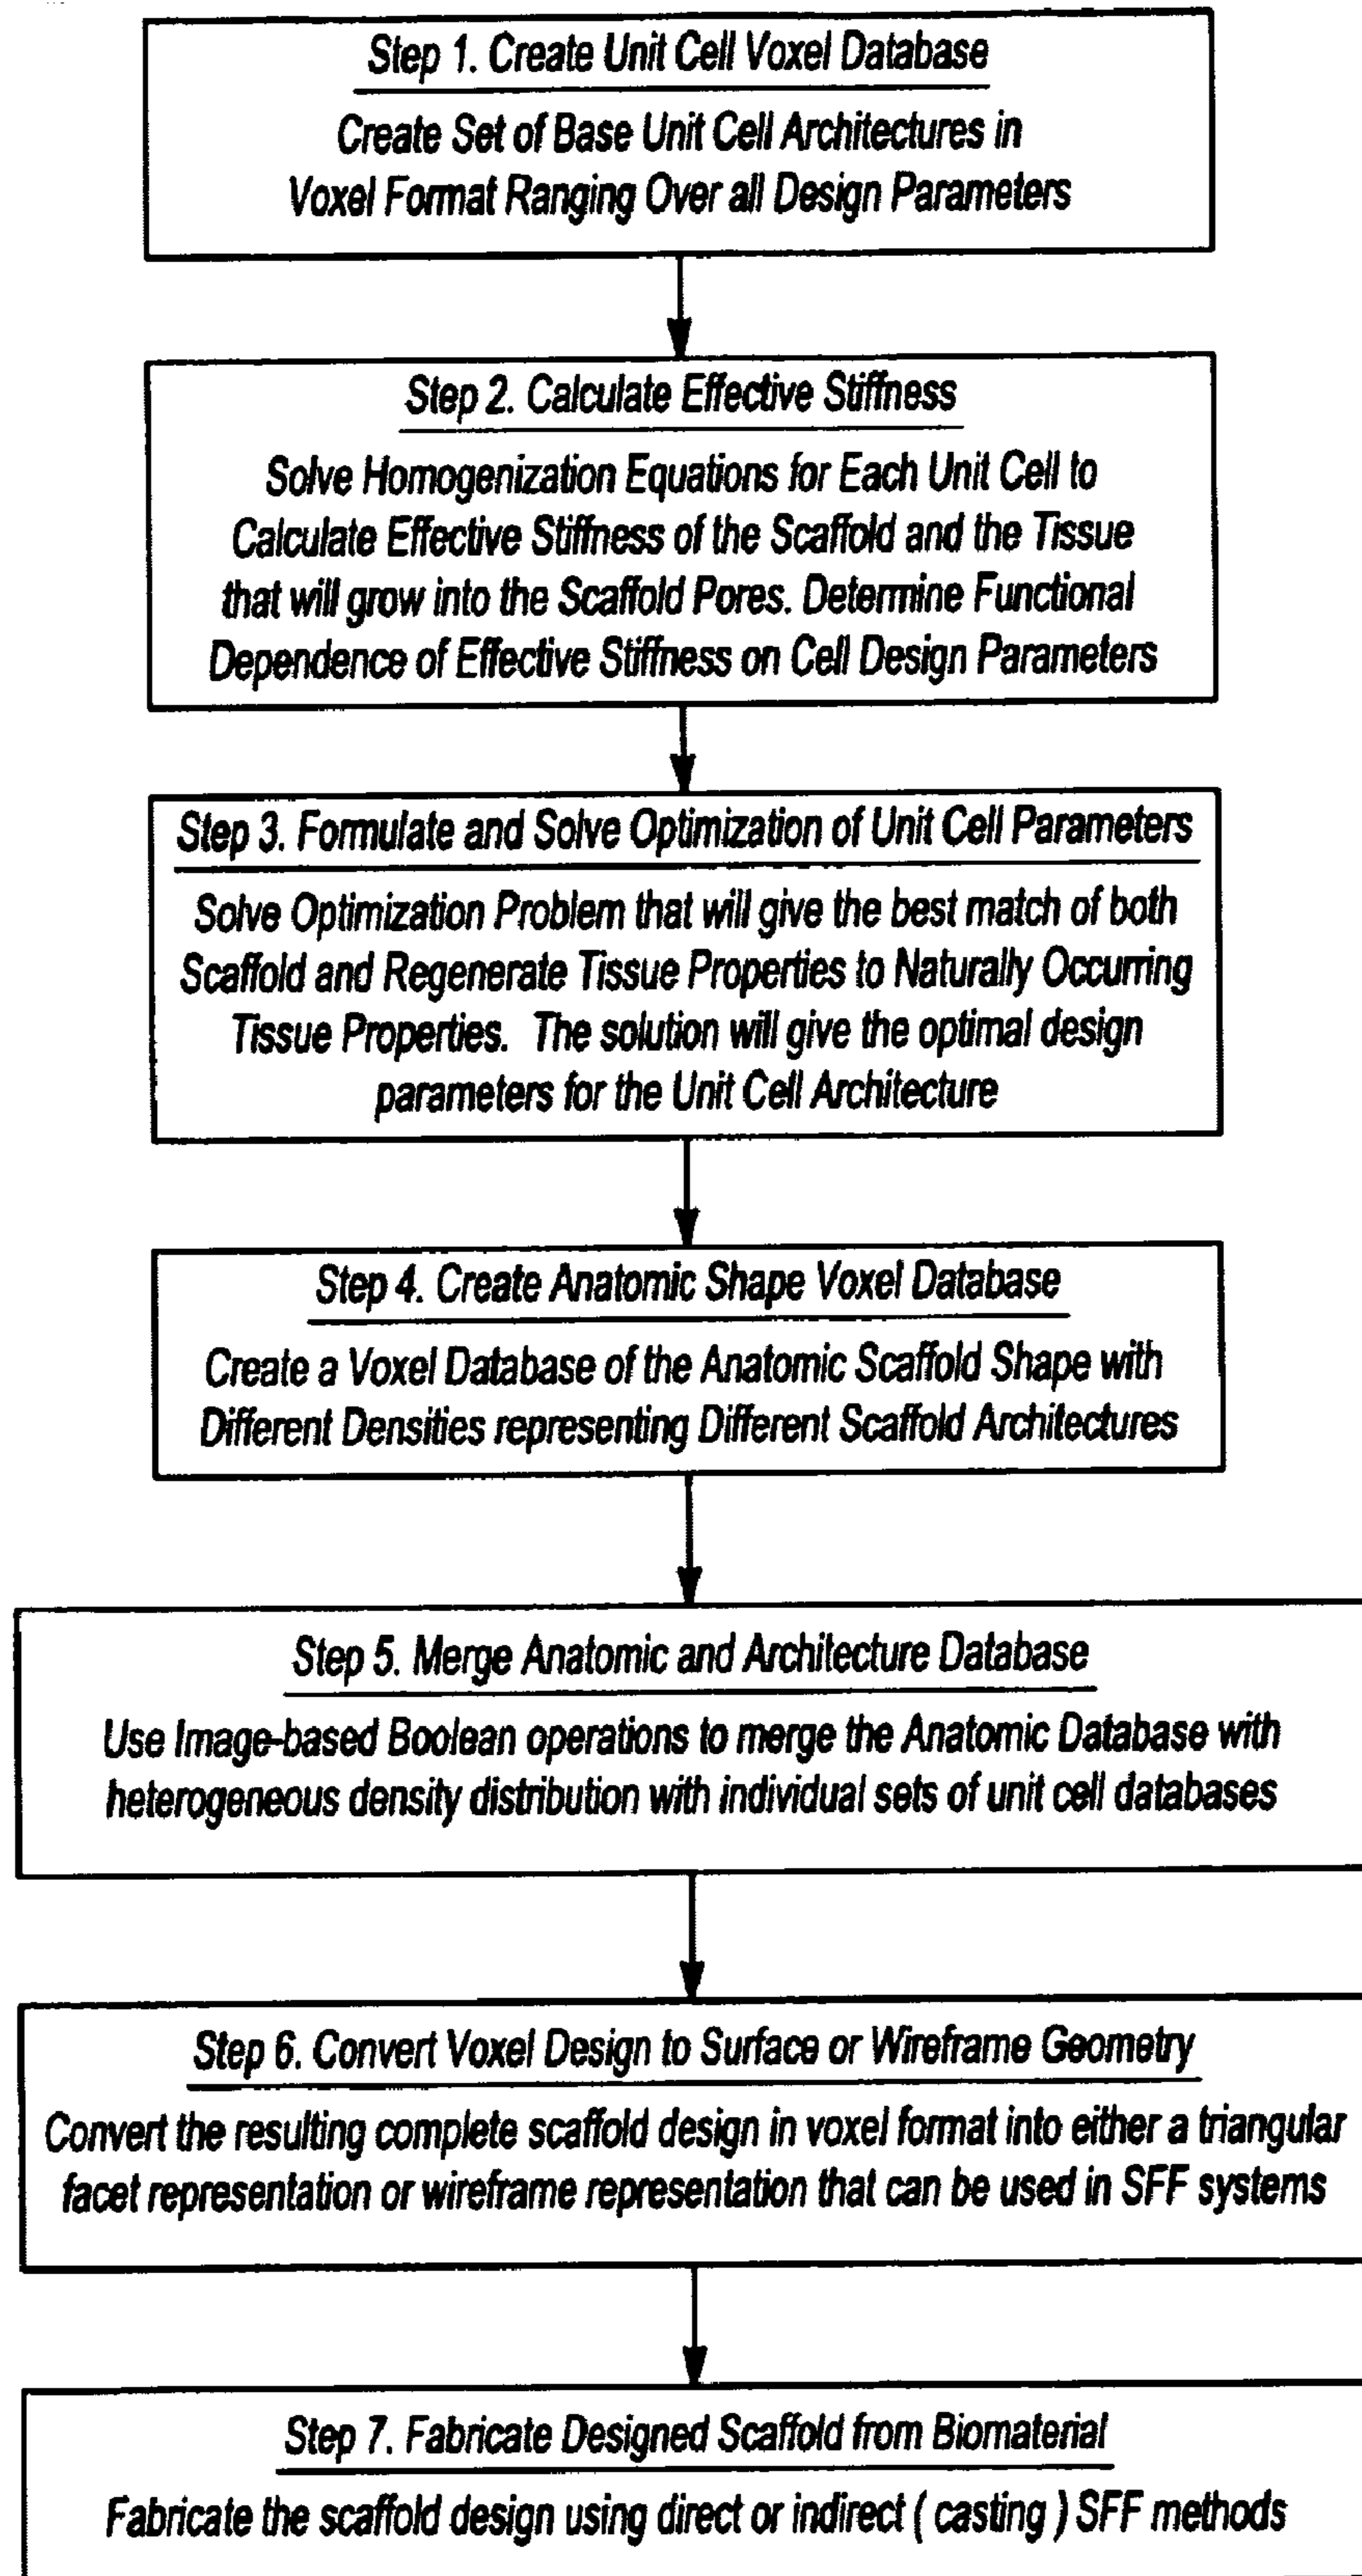 Step 1. Create Unit Cell Voxel Database
Create Set of Base Unit Cell Architectures in
Voxel Format Ranging Over all Design Parameters
Step 2. Calculate Effective Stiffness
Solve Homogenization Equations for Each Unit Cell to
Calculate Effective Stiffness of the Scaffold and the Tissue
that will grow into the Scaffold Pores. Determine Functional
Dependence of Effective Stiffness on Cell Design Parameters
Step 3. Formulate and Solve Optimization of Unit Cell Parameters
Solve Optimization Problem that will give the best match of both
Scaffold and Regenerate Tissue Properties to Naturally Occurring
Tissue Properties. The solution will give the optimal design
parameters for the Unit Cell Architecture
Step 4. Create Anatomic Shape Voxel Database
Create a Voxel Database of the Anatomic Scaffold Shape with
Different Densities representing Different Scaffold Architectures
Step 5. Merge Anatomic and Architecture Database
Use Image-based Boolean operations to merge the Anatomic Database with
heterogeneous density distribution with individual sets of unit cell databases
Step 6. Convert Voxel Design to Surface or Wireframe Geometry
Convert the resulting complete scaffold design in voxel format into either a triangular
facet representation or wireframe representation that can be used in SFF systems
Step 7. Fabricate Designed Scaffold from Biomaterial
Fabricate the scaffold design using direct or indirect ( casting ) SFF methods